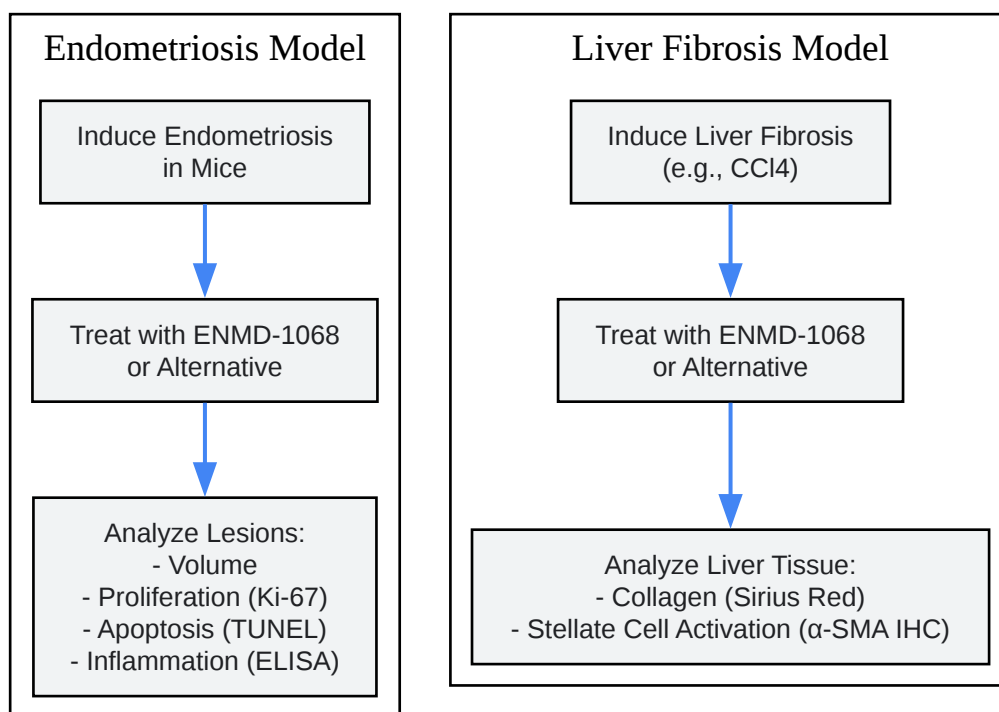 Endometriosis Model
Induce Endometriosis
in Mice
Treat with ENMD-1068
or Alternative
Analyze Lesions:
- Volume
- Proliferation (Ki-67)
- Apoptosis (TUNEL)
- Inflammation (ELISA)
Liver Fibrosis Model
Induce Liver Fibrosis
(e.g., CCl4)
Treat with ENMD-1068
or Alternative
Analyze Liver Tissue:
- Collagen (Sirius Red)
- Stellate Cell Activation (α-SMA IHC)